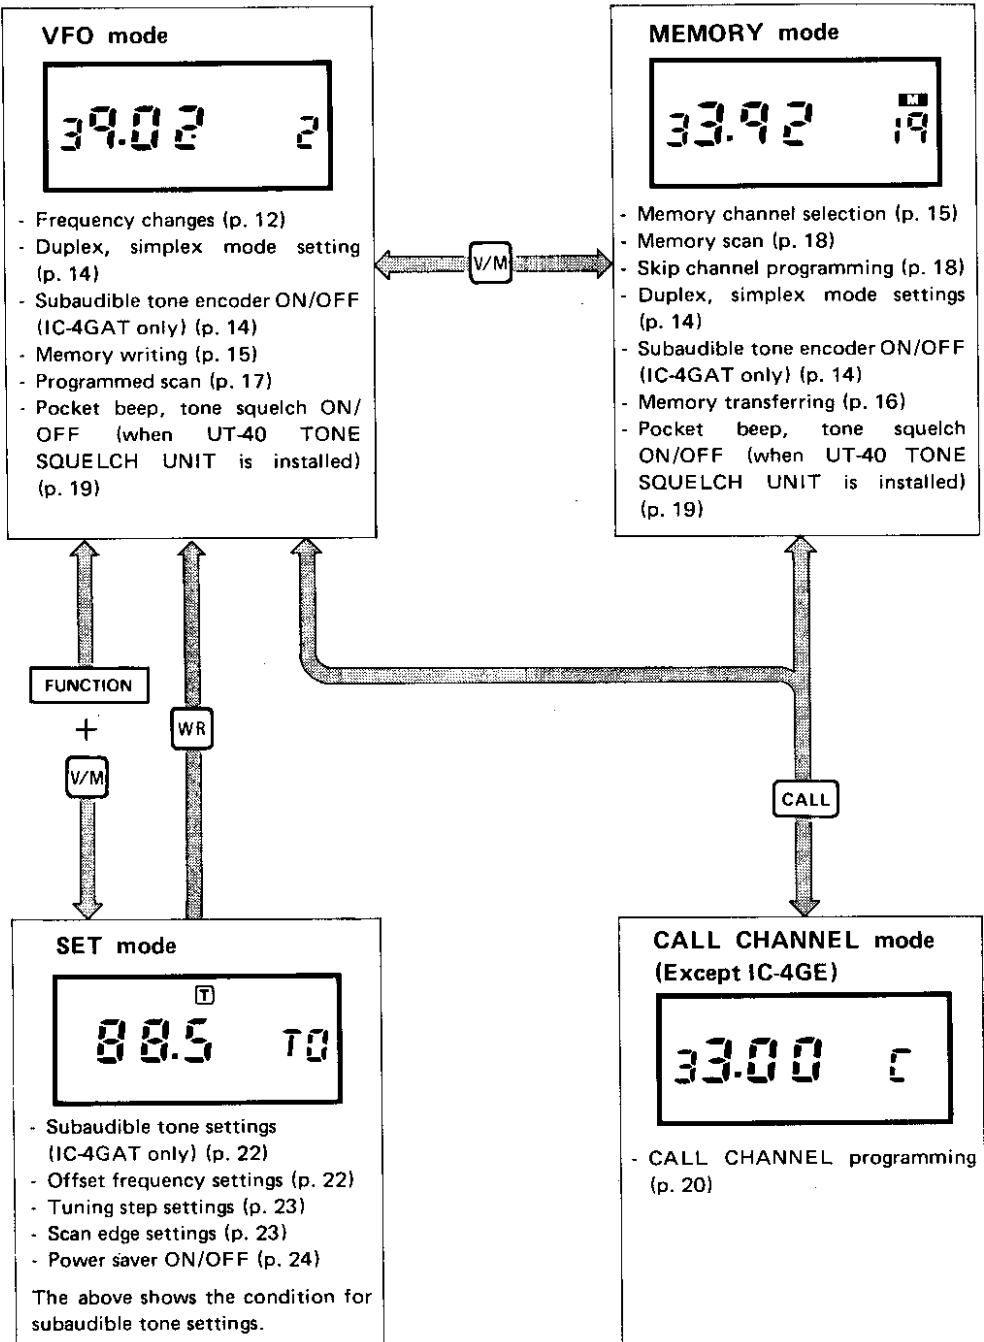 VFO mode
39.02 2
- Frequency changes (p. 12)
- Duplex, simplex mode setting
(p. 14)
- Subaudible tone encoder ON/OFF
(IC-4GAT only) (p. 14)
- Memory writing (p. 15)
- Programmed scan (p. 17)
- Pocket beep, tone squelch ON/
OFF (when UT-40 TONE
SQUELCH UNIT is installed)
(p. 19)
V/M
MEMORY mode
M
33.92 19
- Memory channel selection (p. 15)
- Memory scan (p. 18)
- Skip channel programming (p. 18)
- Duplex, simplex mode settings
(p. 14)
- Subaudible tone encoder ON/OFF
(IC-4GAT only) (p. 14)
- Memory transferring (p. 16)
- Pocket beep, tone squelch
ON/OFF (when UT-40 TONE
SQUELCH UNIT is installed)
(p. 19)
FUNCTION
+
V/M
WR
CALL
SET mode
T
88.5 T0
- Subaudible tone settings
(IC-4GAT only) (p. 22)
- Offset frequency settings (p. 22)
- Tuning step settings (p. 23)
- Scan edge settings (p. 23)
- Power saver ON/OFF (p. 24)
The above shows the condition for
subaudible tone settings.
CALL CHANNEL mode
(Except IC-4GE)
33.00 C
- CALL CHANNEL programming
(p. 20)